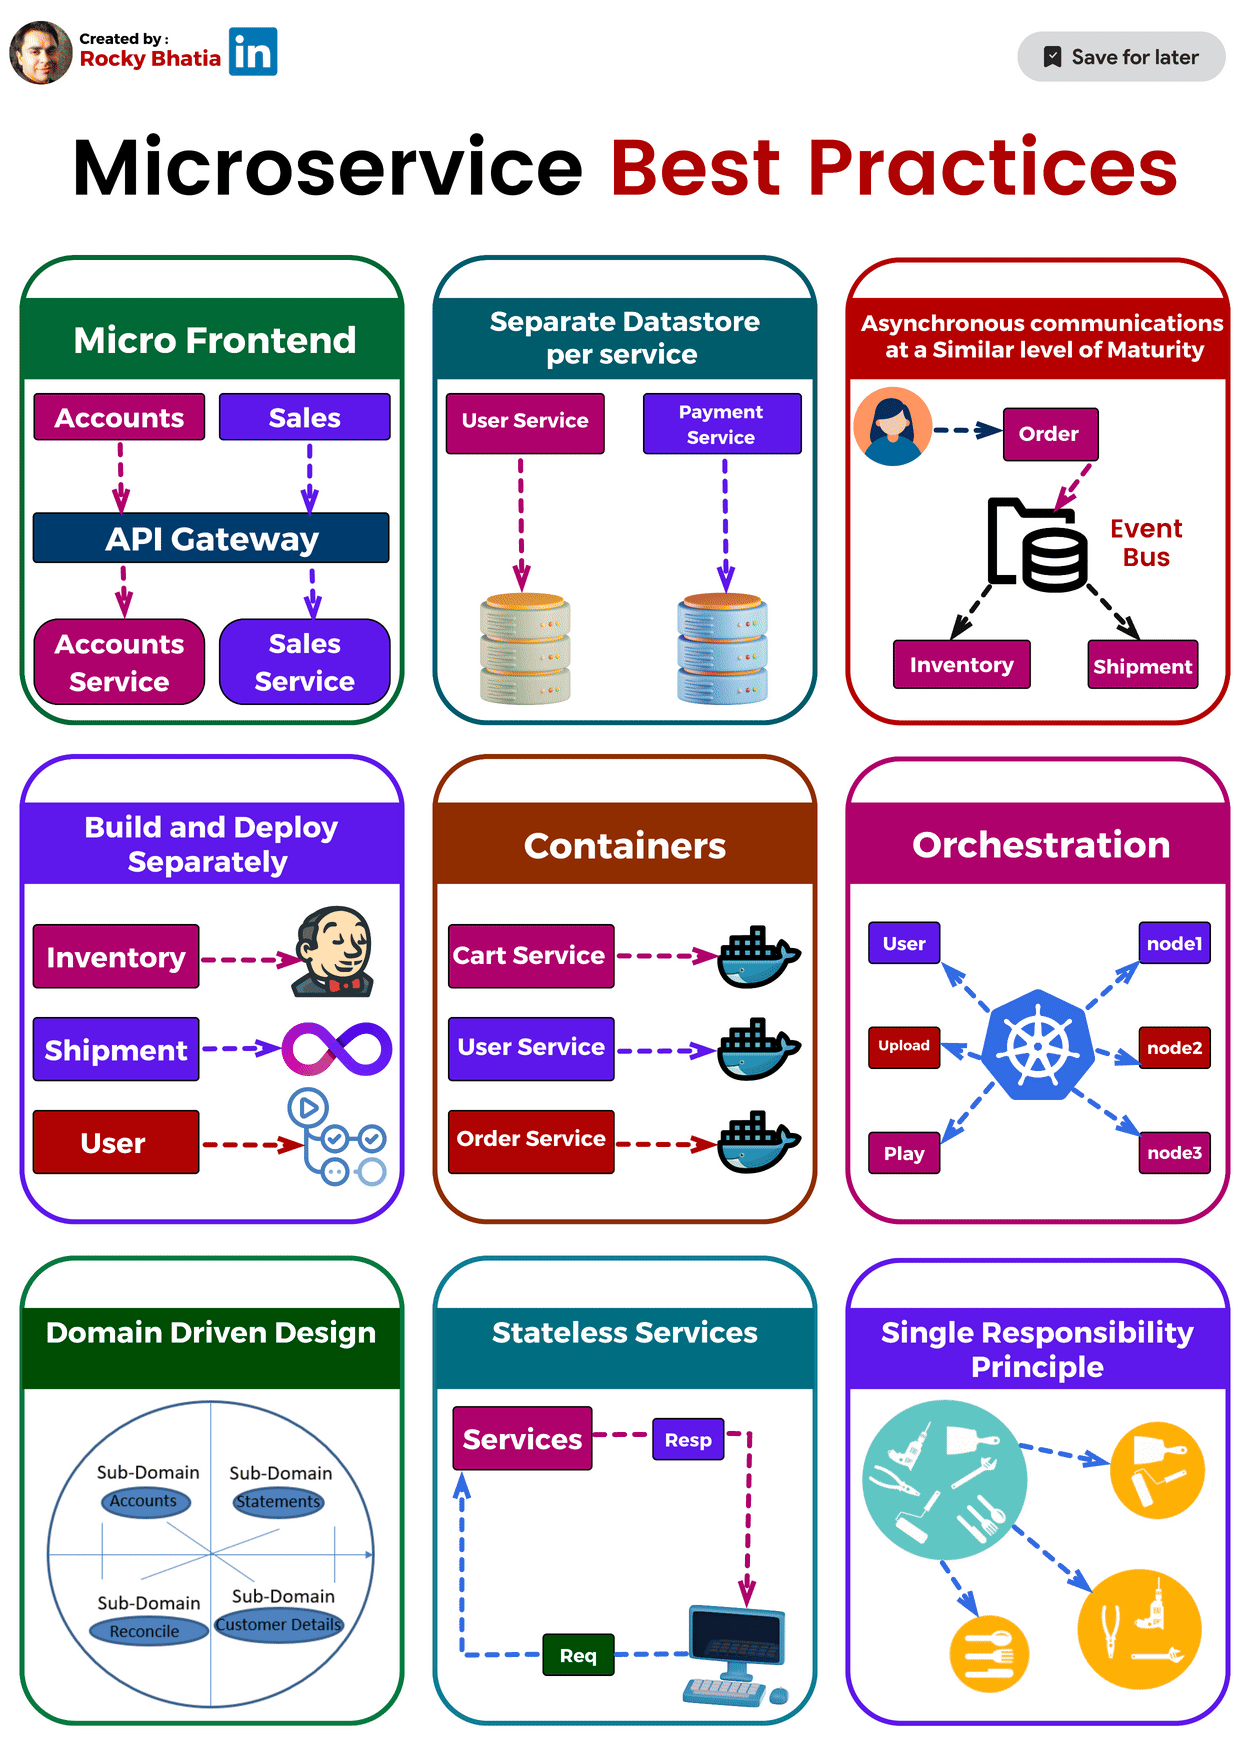 Created by :
Rocky Bhatia
in
Save for later
Microservice Best Practices
Micro Frontend
Accounts
Sales
API Gateway
Accounts
Service
Sales
Service
Separate Datastore
per service
User Service
Payment
Service
Asynchronous communications
at a Similar level of Maturity
Order
Event
Bus
Inventory
Shipment
Build and Deploy
Separately
Inventory
Shipment
User
Containers
Cart Service
User Service
Order Service
Orchestration
User
node1
Upload
node2
Play
node3
Domain Driven Design
Sub-Domain
Accounts
Sub-Domain
Statements
Sub-Domain
Reconcile
Sub-Domain
Customer Details
Stateless Services
Services
Resp
Req
Single Responsibility
Principle